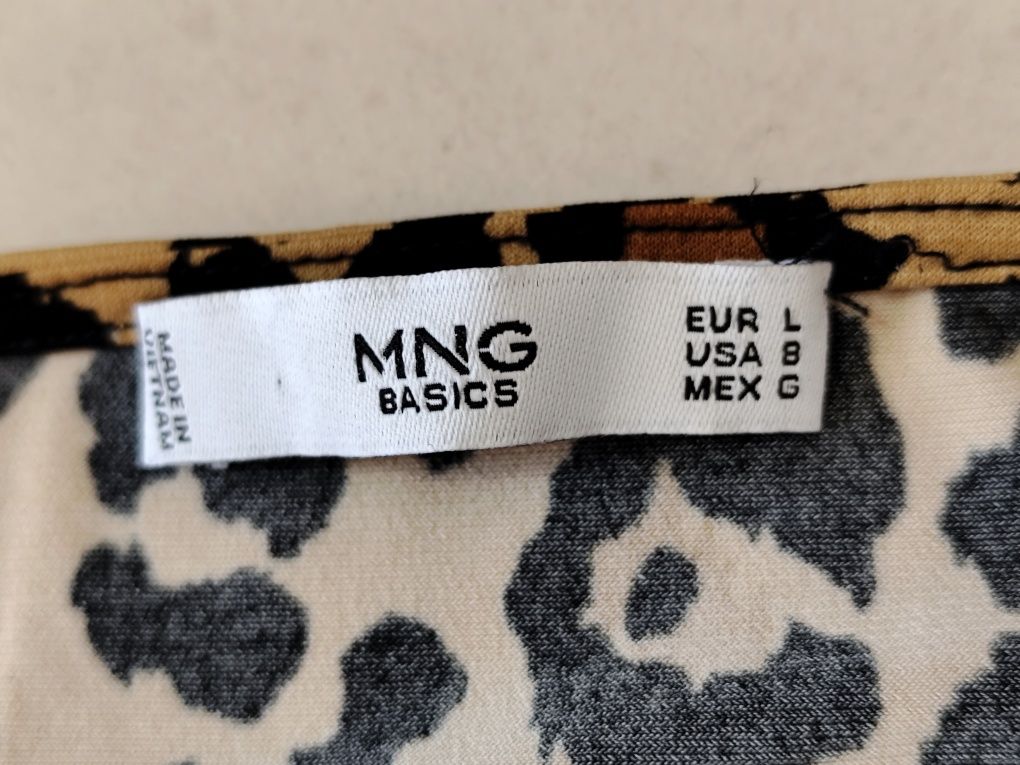 MADE IN
VIETNAM
MNG
BASICS
EUR L
USA 8
MEX G